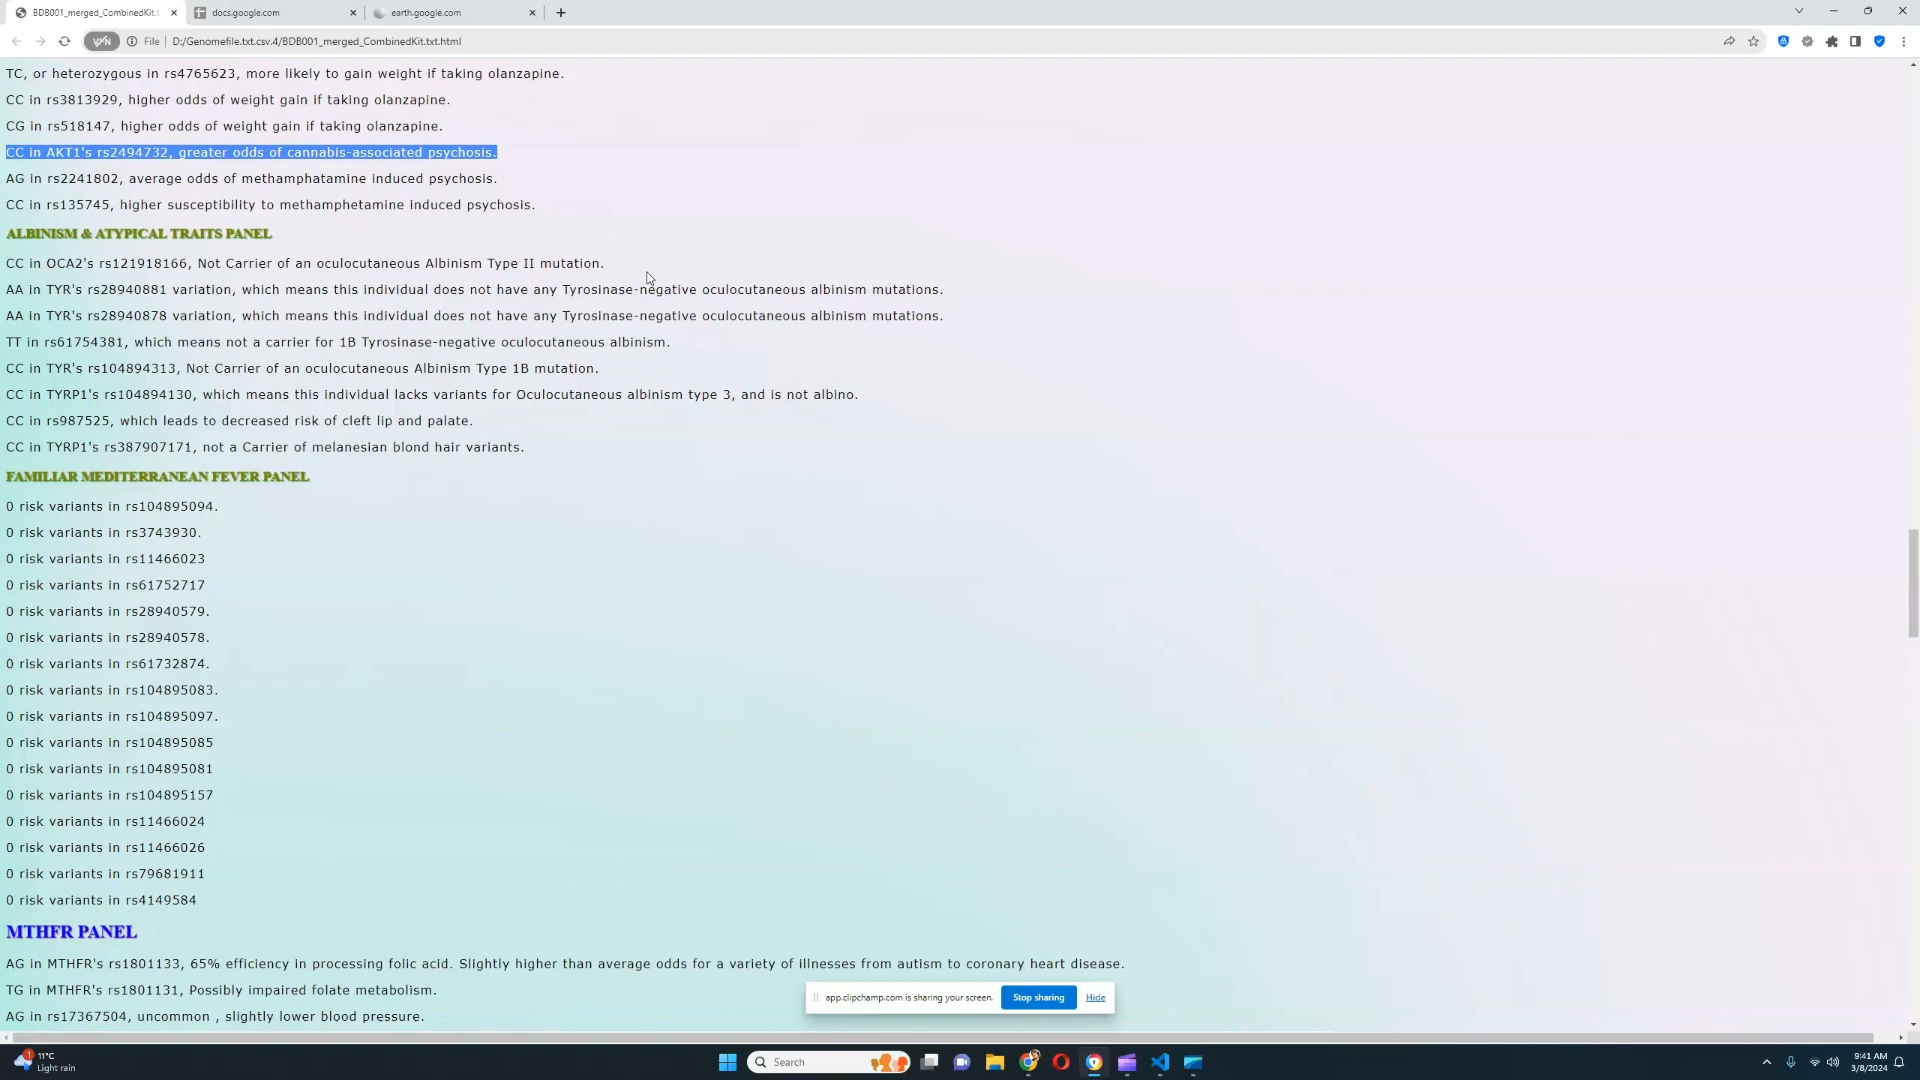 BDB001_merged_CombinedKit.t
docs.google.com
earth.google.com
VPN
File
D:/Genomefile.txt.csv.4/BDB001_merged_CombinedKit.txt.html
TC, or heterozygous in rs4765623, more likely to gain weight if taking olanzapine.
CC in rs3813929, higher odds of weight gain if taking olanzapine.
CG in rs518147, higher odds of weight gain if taking olanzapine.
CC in AKT1's rs2494732, greater odds of cannabis-associated psychosis.
AG in rs2241802, average odds of methamphatamine induced psychosis.
CC in rs135745, higher susceptibility to methamphetamine induced psychosis.
ALBINISM & ATYPICAL TRAITS PANEL
CC in OCA2's rs121918166, Not Carrier of an oculocutaneous Albinism Type II mutation.
AA in TYR's rs28940881 variation, which means this individual does not have any Tyrosinase-negative oculocutaneous albinism mutations.
AA in TYR's rs28940878 variation, which means this individual does not have any Tyrosinase-negative oculocutaneous albinism mutations.
TT in rs61754381, which means not a carrier for 1B Tyrosinase-negative oculocutaneous albinism.
CC in TYR's rs104894313, Not Carrier of an oculocutaneous Albinism Type 1B mutation.
CC in TYRP1's rs104894130, which means this individual lacks variants for Oculocutaneous albinism type 3, and is not albino.
CC in rs987525, which leads to decreased risk of cleft lip and palate.
CC in TYRP1's rs387907171, not a Carrier of melanesian blond hair variants.
FAMILIAR MEDITERRANEAN FEVER PANEL
0 risk variants in rs104895094.
0 risk variants in rs3743930.
0 risk variants in rs11466023
0 risk variants in rs61752717
0 risk variants in rs28940579.
0 risk variants in rs28940578.
0 risk variants in rs61732874.
0 risk variants in rs104895083.
0 risk variants in rs104895097.
0 risk variants in rs104895085
0 risk variants in rs104895081
0 risk variants in rs104895157
0 risk variants in rs11466024
0 risk variants in rs11466026
0 risk variants in rs79681911
0 risk variants in rs4149584
MTHFR PANEL
AG in MTHFR's rs1801133, 65% efficiency in processing folic acid. Slightly higher than average odds for a variety of illnesses from autism to coronary heart disease.
TG in MTHFR's rs1801131, Possibly impaired folate metabolism.
AG in rs17367504, uncommon , slightly lower blood pressure.
app.clipchamp.com is sharing your screen.
Stop sharing
Hide
1
11°C
Light rain
Search
9:41 AM
3/8/2024